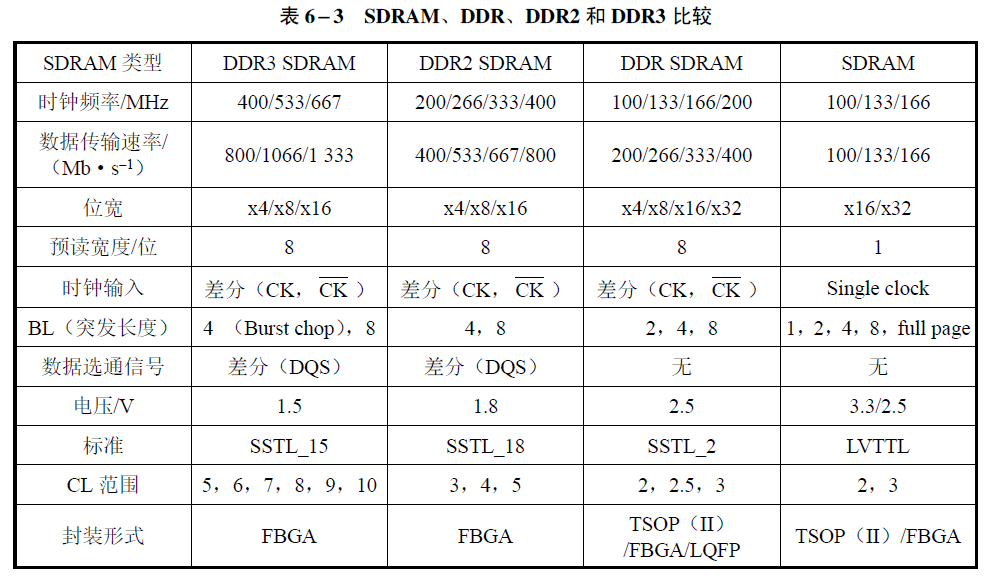 表 6−3 SDRAM、DDR、DDR2 和 DDR3 比较
SDRAM 类型 DDR3 SDRAM DDR2 SDRAM DDR SDRAM SDRAM
时钟频率/MHz 400/533/667 200/266/333/400 100/133/166/200 100/133/166
数据传输速率/
（Mb·s⁻¹） 800/1066/1 333 400/533/667/800 200/266/333/400 100/133/166
位宽 x4/x8/x16 x4/x8/x16 x4/x8/x16/x32 x16/x32
预读宽度/位 8 8 8 1
时钟输入 差分（CK，C̅K̅） 差分（CK，C̅K̅） 差分（CK，C̅K̅） Single clock
BL（突发长度） 4 （Burst chop），8 4，8 2，4，8 1，2，4，8，full page
数据选通信号 差分（DQS） 差分（DQS） 无 无
电压/V 1.5 1.8 2.5 3.3/2.5
标准 SSTL_15 SSTL_18 SSTL_2 LVTTL
CL 范围 5，6，7，8，9，10 3，4，5 2，2.5，3 2，3
封装形式 FBGA FBGA TSOP（II）
/FBGA/LQFP TSOP（II）/FBGA